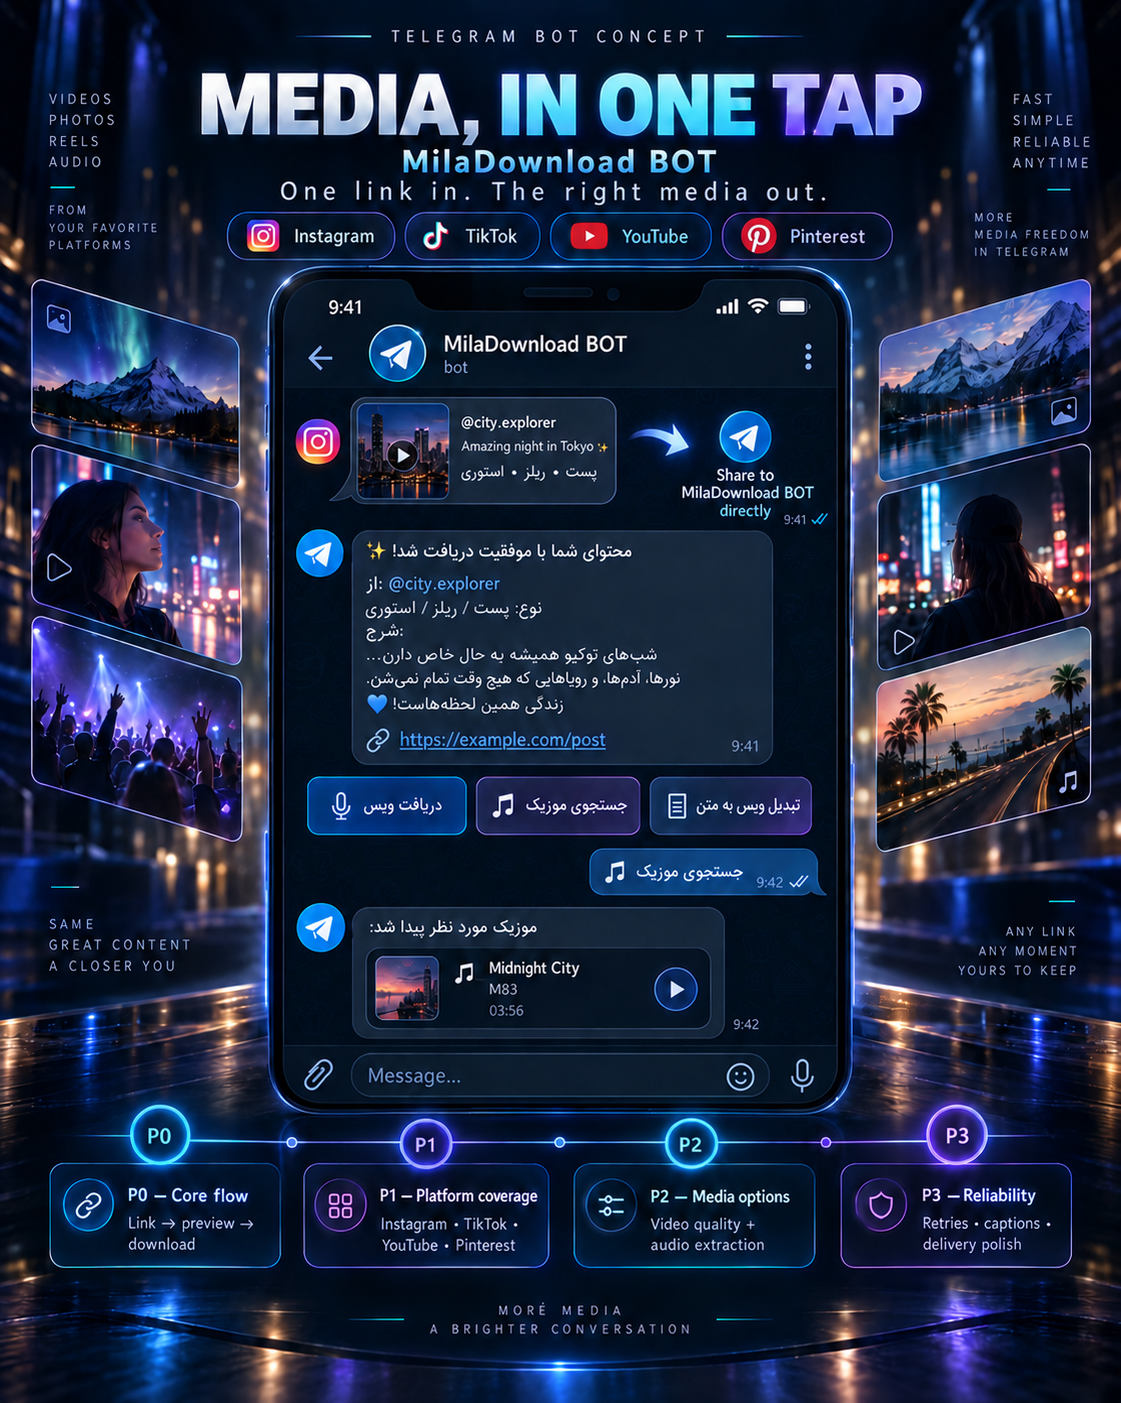 TELEGRAM BOT CONCEPT
MEDIA, IN ONE TAP
MilaDownload BOT
One link in. The right media out.
VIDEOS
PHOTOS
REELS
AUDIO
FROM
YOUR FAVORITE
PLATFORMS
FAST
SIMPLE
RELIABLE
ANYTIME
MORE
MEDIA FREEDOM
IN TELEGRAM
Instagram
TikTok
YouTube
Pinterest
9:41
MilaDownload BOT
bot
@city.explorer
Amazing night in Tokyo ✨
پست • ریلز • استوری
Share to
MilaDownload BOT
directly
9:41
محتوای شما با موفقیت دریافت شد! ✨
از: @city.explorer
نوع: پست / ریلز / استوری
شرح:
شب‌های توکیو همیشه یه حال خاص دارن...
نورها، آدم‌ها، و رویاهایی که هیچ وقت تمام نمی‌شن.
زندگی همین لحظه‌هاست! 💙
https://example.com/post
9:41
دریافت ویس
جستجوی موزیک
تبدیل ویس به متن
جستجوی موزیک
9:42
موزیک مورد نظر پیدا شد:
Midnight City
M83
03:56
9:42
Message...
SAME
GREAT CONTENT
A CLOSER YOU
ANY LINK
ANY MOMENT
YOURS TO KEEP
P0
P0 — Core flow
Link → preview →
download
P1
P1 — Platform coverage
Instagram • TikTok •
YouTube • Pinterest
P2
P2 — Media options
Video quality +
audio extraction
P3
P3 — Reliability
Retries • captions •
delivery polish
MORĖ MEDIA
A BRIGHTER CONVERSATION